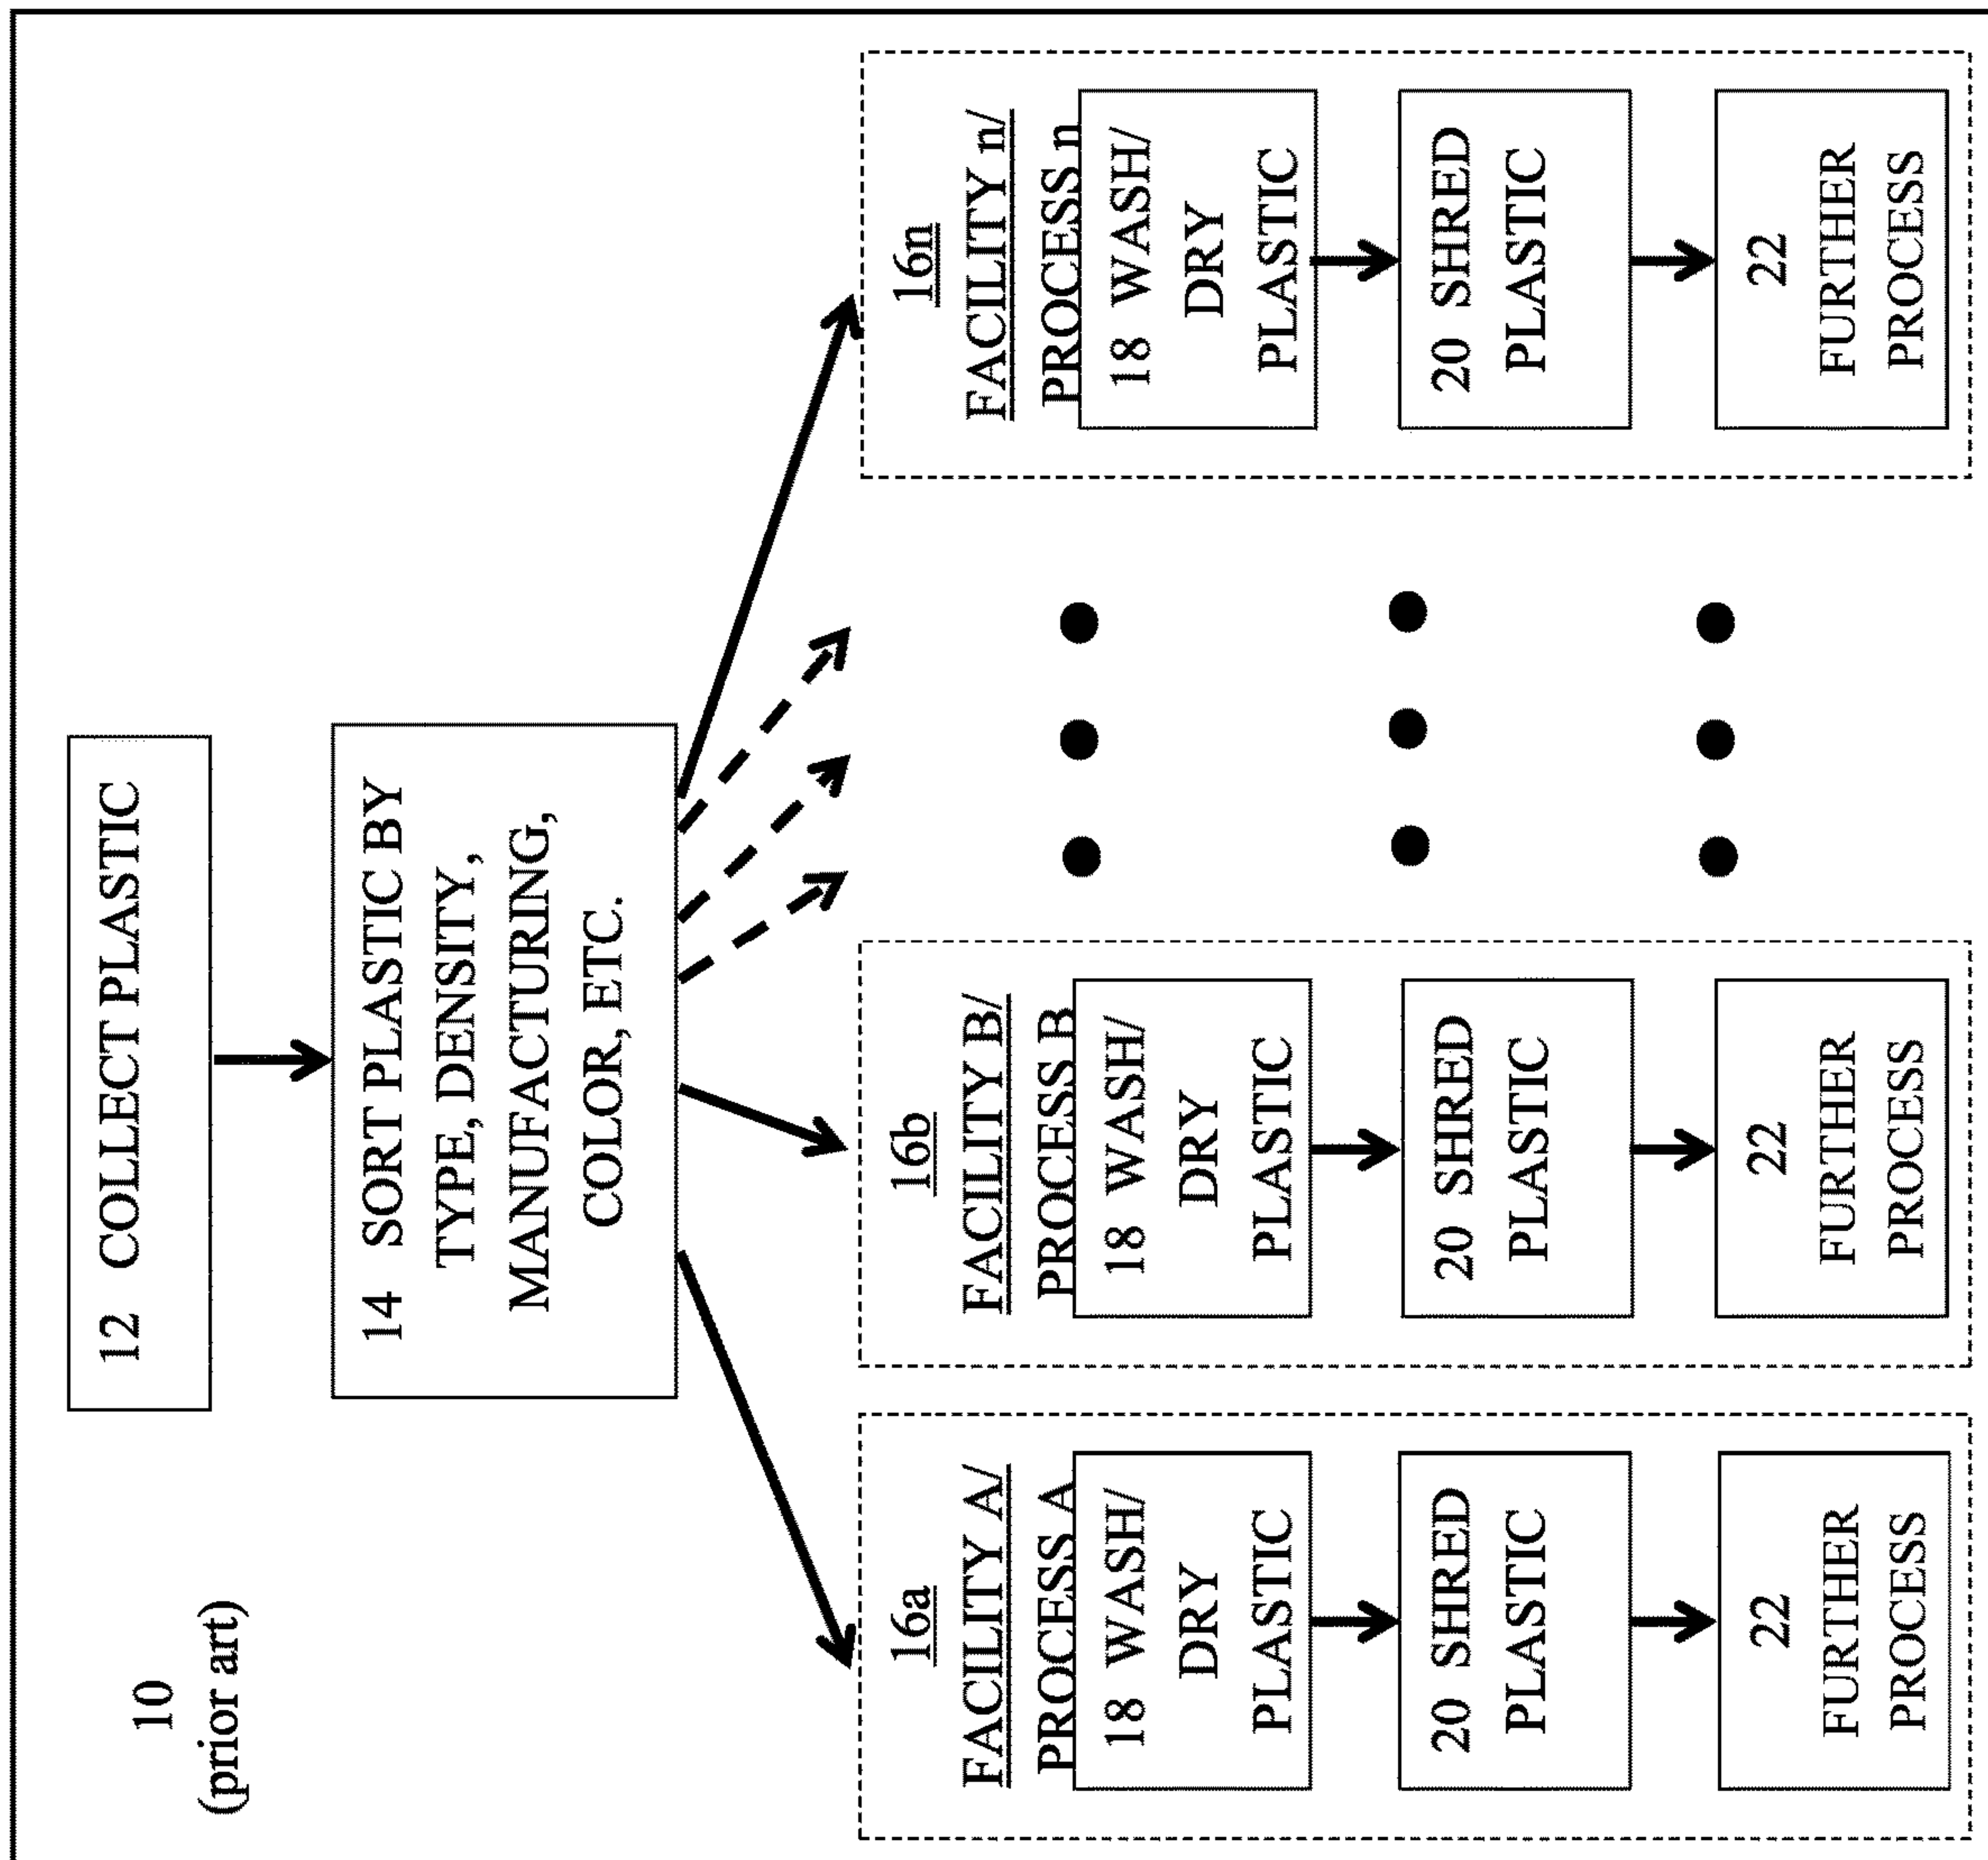 10
(prior art)
12 COLLECT PLASTIC
14 SORT PLASTIC BY
TYPE, DENSITY,
MANUFACTURING,
COLOR, ETC.
16a
FACILITY A/
PROCESS A
18 WASH/
DRY
PLASTIC
20 SHRED
PLASTIC
22
FURTHER
PROCESS
16b
FACILITY B/
PROCESS B
18 WASH/
DRY
PLASTIC
20 SHRED
PLASTIC
22
FURTHER
PROCESS
16n
FACILITY n/
PROCESS n
18 WASH/
DRY
PLASTIC
20 SHRED
PLASTIC
22
FURTHER
PROCESS